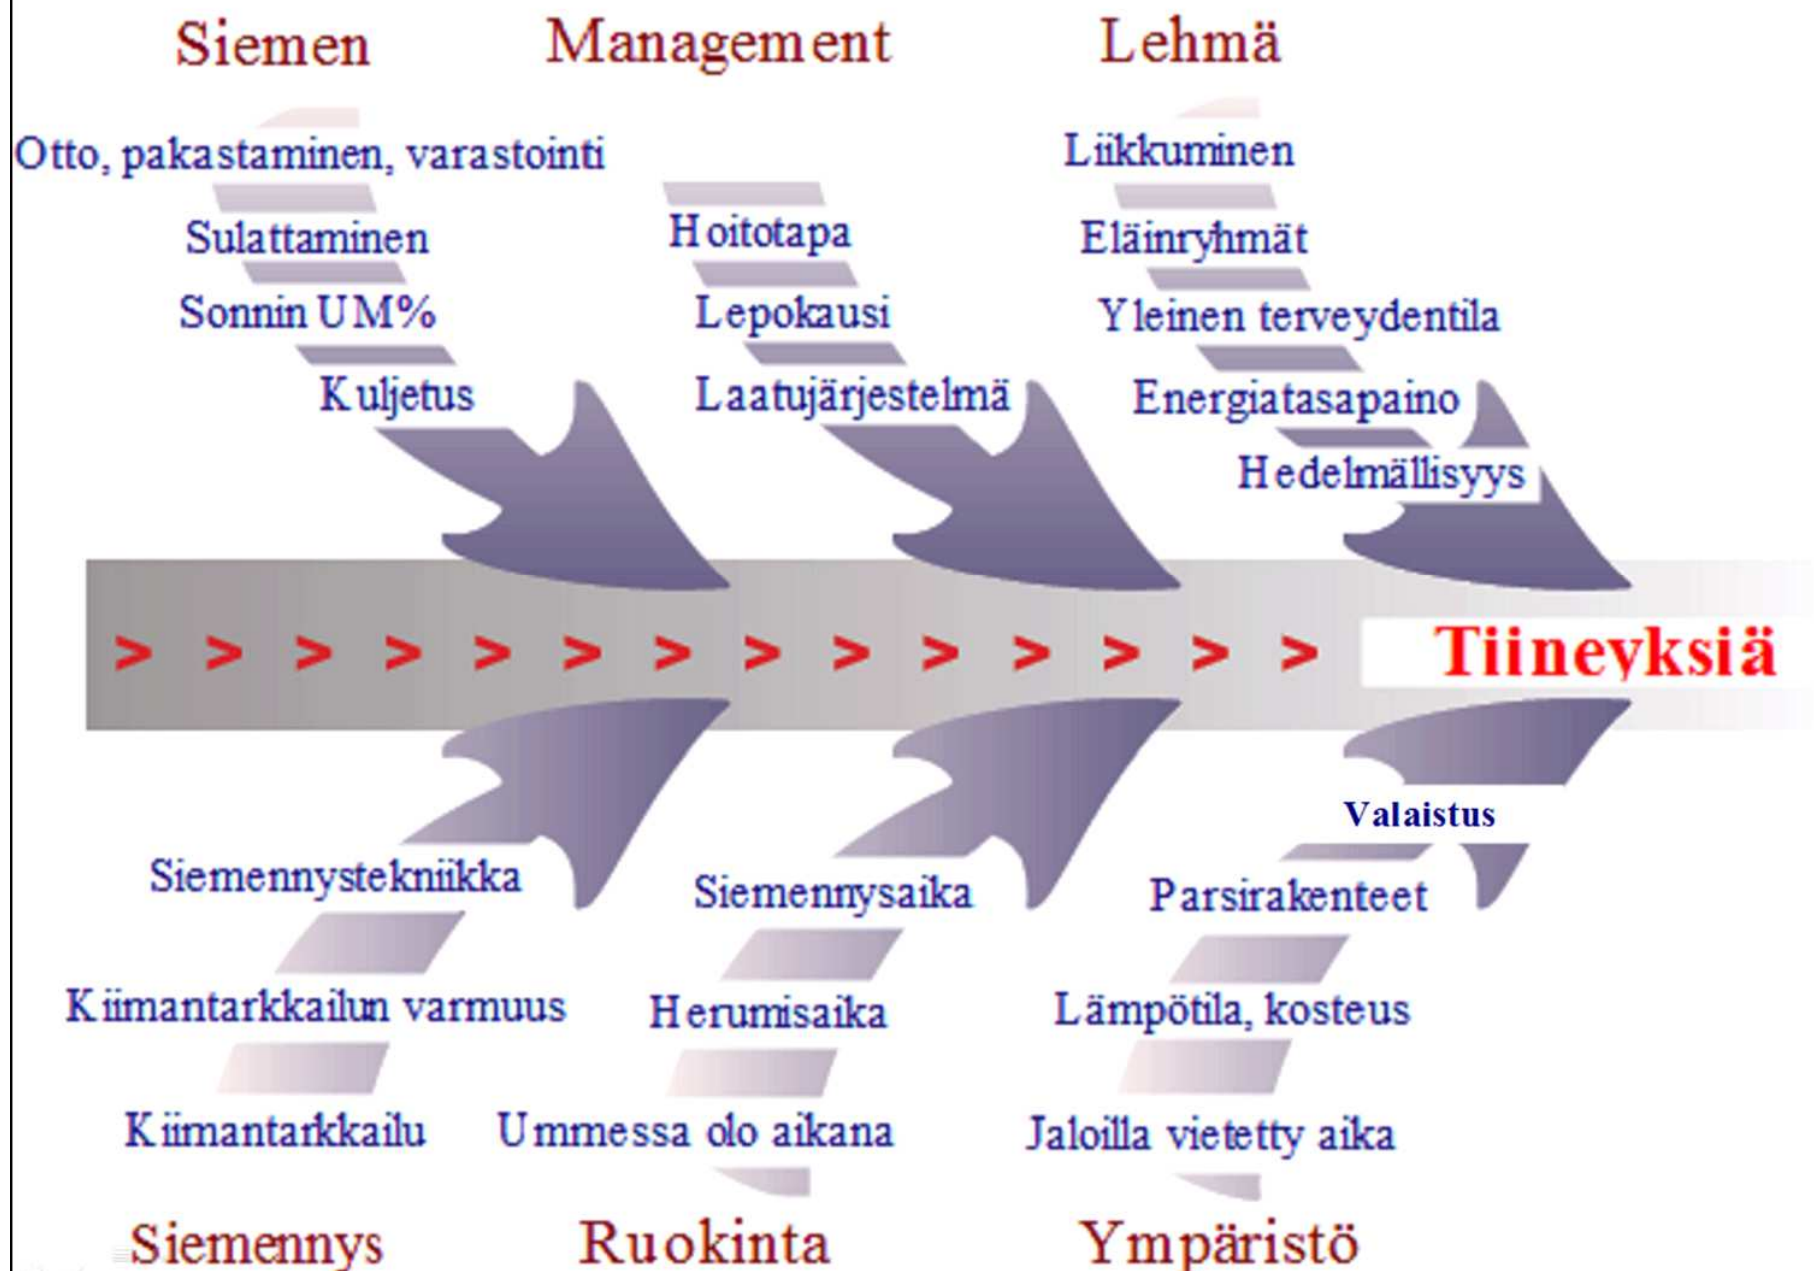 Siemen
Otto, pakastaminen, varastointi
Sulattaminen
Sonnin UM%
Kuljetus
Management
Hoitotapa
Lepokausi
Laatujärjestelmä
Lehmä
Liikkuminen
Eläinryhmät
Yleinen terveydentila
Energiatasapaino
Hedelmällisyys
> > > > > > > > > > > > > > Tiineyksiä
Siemennystekniikka
Kiimantarkkailun varmuus
Kiimantarkkailu
Siemennys
Siemennysaika
Herumisaika
Ummessa olo aikana
Ruokinta
Valaistus
Parsirakenteet
Lämpötila, kosteus
Jaloilla vietetty aika
Ympäristö